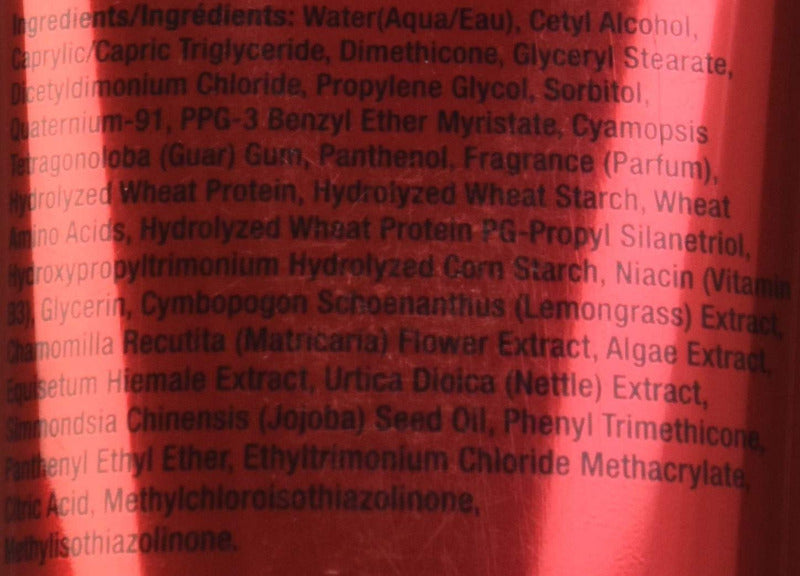 Ingredients/Ingrédients: Water(Aqua/Eau), Cetyl Alcohol,
Caprylic/Capric Triglyceride, Dimethicone, Glyceryl Stearate,
Dicetyldimonium Chloride, Propylene Glycol, Sorbitol,
Quaternium-91, PPG-3 Benzyl Ether Myristate, Cyamopsis
Tetragonoloba (Guar) Gum, Panthenol, Fragrance (Parfum),
Hydrolyzed Wheat Protein, Hydrolyzed Wheat Starch, Wheat
Amino Acids, Hydrolyzed Wheat Protein PG-Propyl Silanetriol,
Hydroxypropyltrimonium Hydrolyzed Corn Starch, Niacin (Vitamin
B3), Glycerin, Cymbopogon Schoenanthus (Lemongrass) Extract,
Chamomilla Recutita (Matricaria) Flower Extract, Algae Extract,
Equisetum Hiemale Extract, Urtica Dioica (Nettle) Extract,
Simmondsia Chinensis (Jojoba) Seed Oil, Phenyl Trimethicone,
Panthenyl Ethyl Ether, Ethyltrimonium Chloride Methacrylate,
Citric Acid, Methylchloroisothiazolinone,
Methylisothiazolinone.